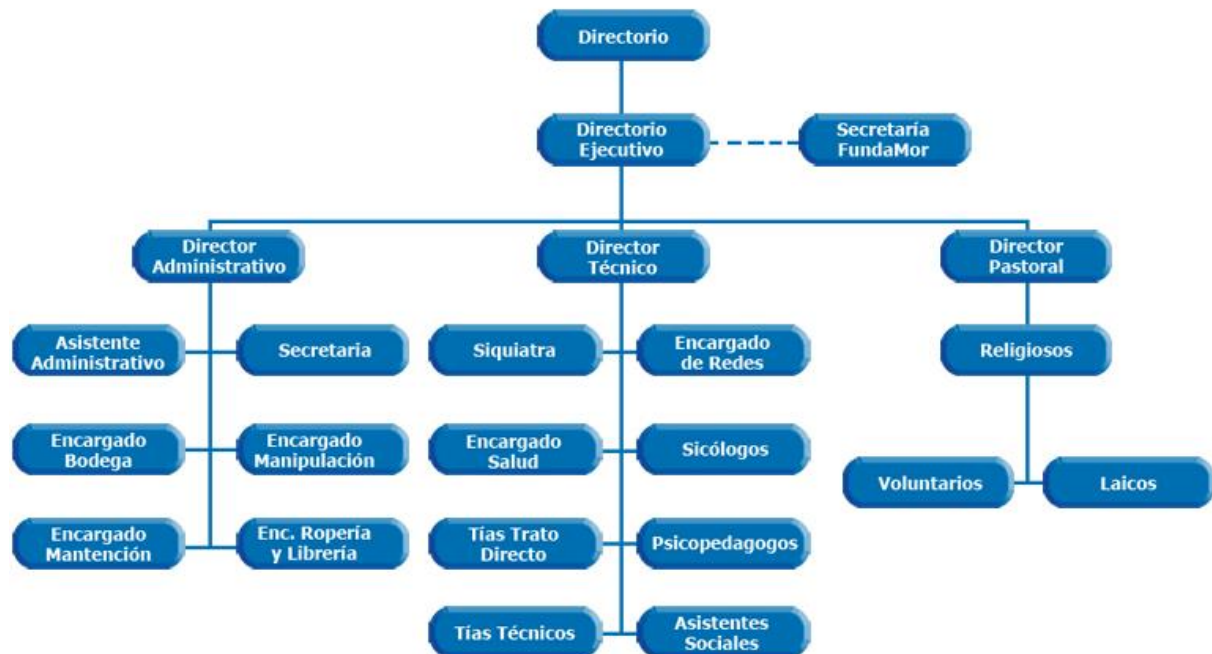 Directorio
Directorio
Ejecutivo
Secretaría
FundaMor
Director
Administrativo
Director
Técnico
Director
Pastoral
Asistente
Administrativo
Secretaria
Siquiatra
Encargado
de Redes
Religiosos
Encargado
Bodega
Encargado
Manipulación
Encargado
Salud
Sicólogos
Voluntarios
Laicos
Encargado
Mantención
Enc. Ropería
y Librería
Tías Trato
Directo
Psicopedagogos
Tías Técnicos
Asistentes
Sociales